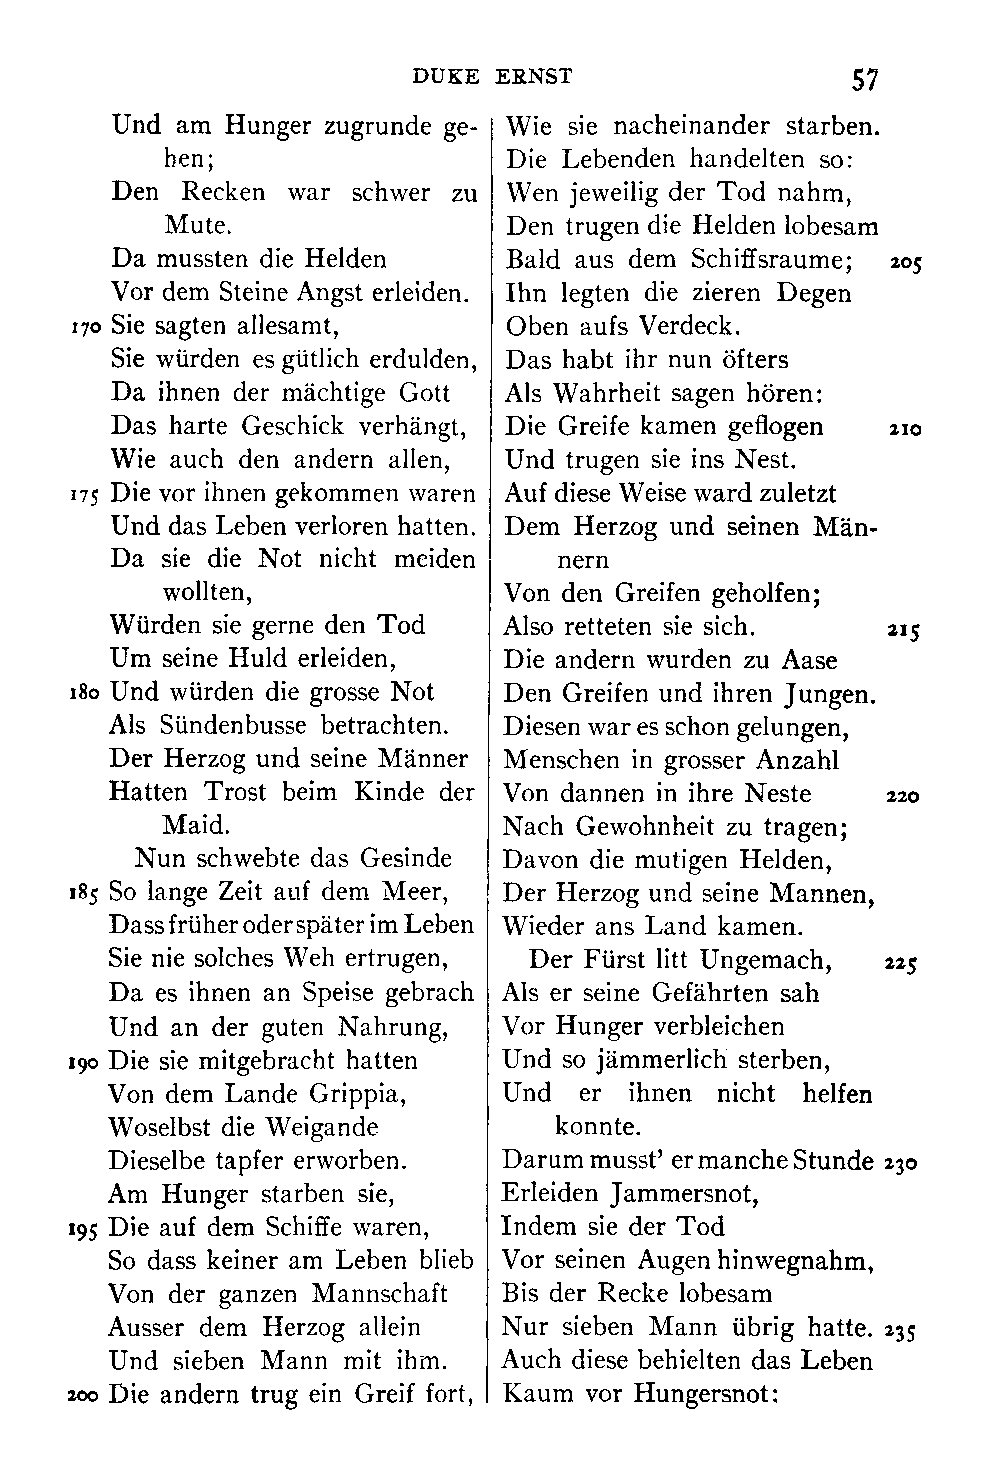 DUKE ERNST 57
Und am Hunger zugrunde ge-
hen;
Den Recken war schwer zu
Mute.
Da mussten die Helden
Vor dem Steine Angst erleiden.
170 Sie sagten allesamt,
Sie würden es gütlich erdulden,
Da ihnen der mächtige Gott
Das harte Geschick verhängt,
Wie auch den andern allen,
175 Die vor ihnen gekommen waren
Und das Leben verloren hatten.
Da sie die Not nicht meiden
wollten,
Würden sie gerne den Tod
Um seine Huld erleiden,
180 Und würden die grosse Not
Als Sündenbusse betrachten.
Der Herzog und seine Männer
Hatten Trost beim Kinde der
Maid.
Nun schwebte das Gesinde
185 So lange Zeit auf dem Meer,
Dass früher oder später im Leben
Sie nie solches Weh ertrugen,
Da es ihnen an Speise gebrach
Und an der guten Nahrung,
190 Die sie mitgebracht hatten
Von dem Lande Grippia,
Woselbst die Weigande
Dieselbe tapfer erworben.
Am Hunger starben sie,
195 Die auf dem Schiffe waren,
So dass keiner am Leben blieb
Von der ganzen Mannschaft
Ausser dem Herzog allein
Und sieben Mann mit ihm.
200 Die andern trug ein Greif fort,
Wie sie nacheinander starben.
Die Lebenden handelten so:
Wen jeweilig der Tod nahm,
Den trugen die Helden lobesam
Bald aus dem Schiffsraume; 205
Ihn legten die zieren Degen
Oben aufs Verdeck.
Das habt ihr nun öfters
Als Wahrheit sagen hören:
Die Greife kamen geflogen 210
Und trugen sie ins Nest.
Auf diese Weise ward zuletzt
Dem Herzog und seinen Män-
nern
Von den Greifen geholfen;
Also retteten sie sich. 215
Die andern wurden zu Aase
Den Greifen und ihren Jungen.
Diesen war es schon gelungen,
Menschen in grosser Anzahl
Von dannen in ihre Neste 220
Nach Gewohnheit zu tragen;
Davon die mutigen Helden,
Der Herzog und seine Mannen,
Wieder ans Land kamen.
Der Fürst litt Ungemach, 225
Als er seine Gefährten sah
Vor Hunger verbleichen
Und so jämmerlich sterben,
Und er ihnen nicht helfen
konnte.
Darum musst' er manche Stunde 230
Erleiden Jammersnot,
Indem sie der Tod
Vor seinen Augen hinwegnahm,
Bis der Recke lobesam
Nur sieben Mann übrig hatte. 235
Auch diese behielten das Leben
Kaum vor Hungersnot: